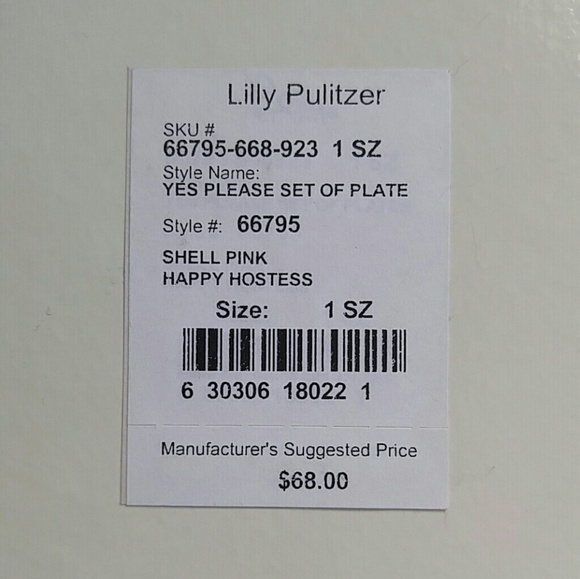 Lilly Pulitzer
SKU #
66795-668-923 1 SZ
Style Name:
YES PLEASE SET OF PLATE
Style #: 66795
SHELL PINK
HAPPY HOSTESS
Size: 1 SZ
6 30306 18022 1
Manufacturer's Suggested Price
$68.00